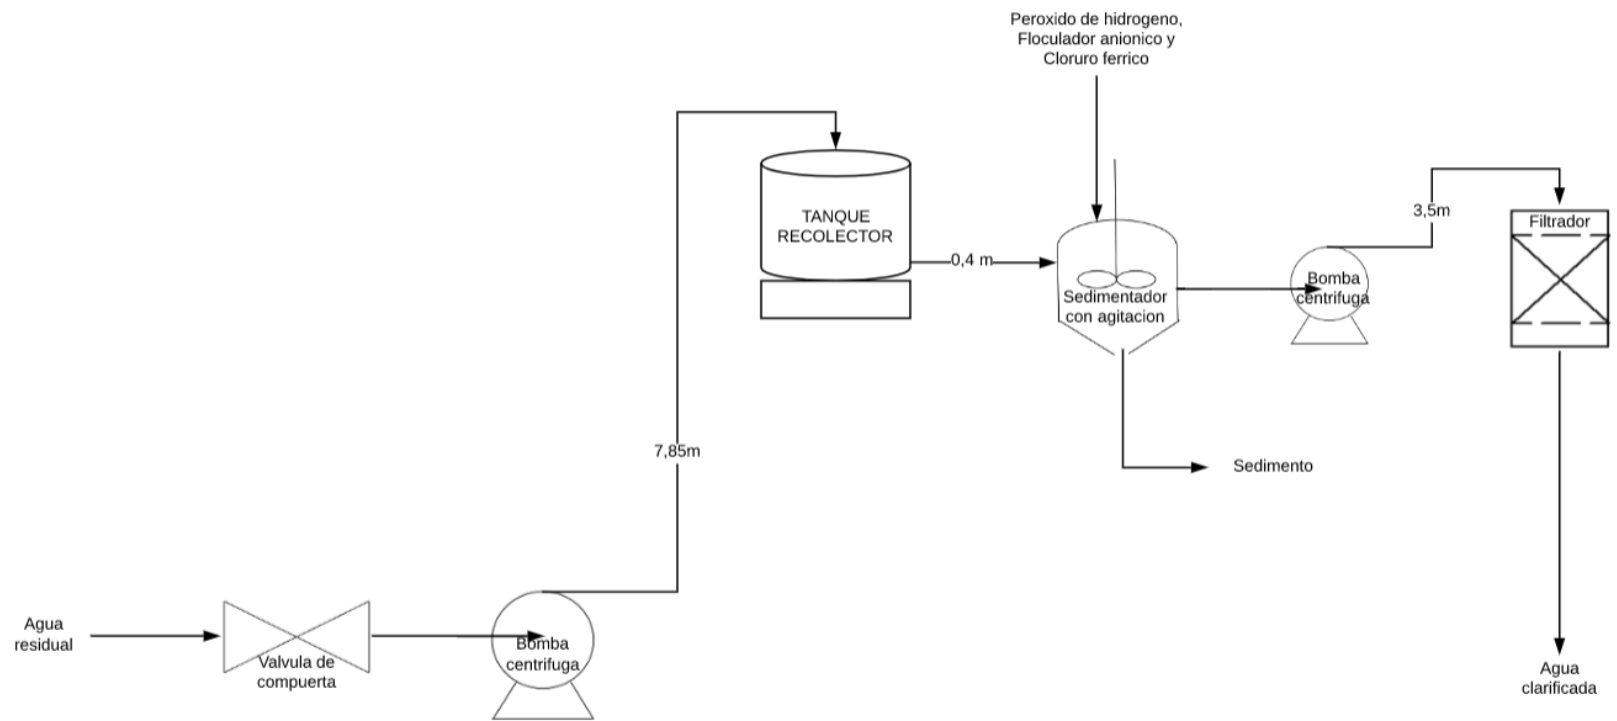 Peroxido de hidrogeno,
Floculador anionico y
Cloruro ferrico
TANQUE
RECOLECTOR
0,4 m
Sedimentador
con agitacion
Bomba
centrifuga
3,5m
Filtrador
7,85m
Sedimento
Agua
residual
Valvula de
compuerta
Bomba
centrifuga
Agua
clarificada